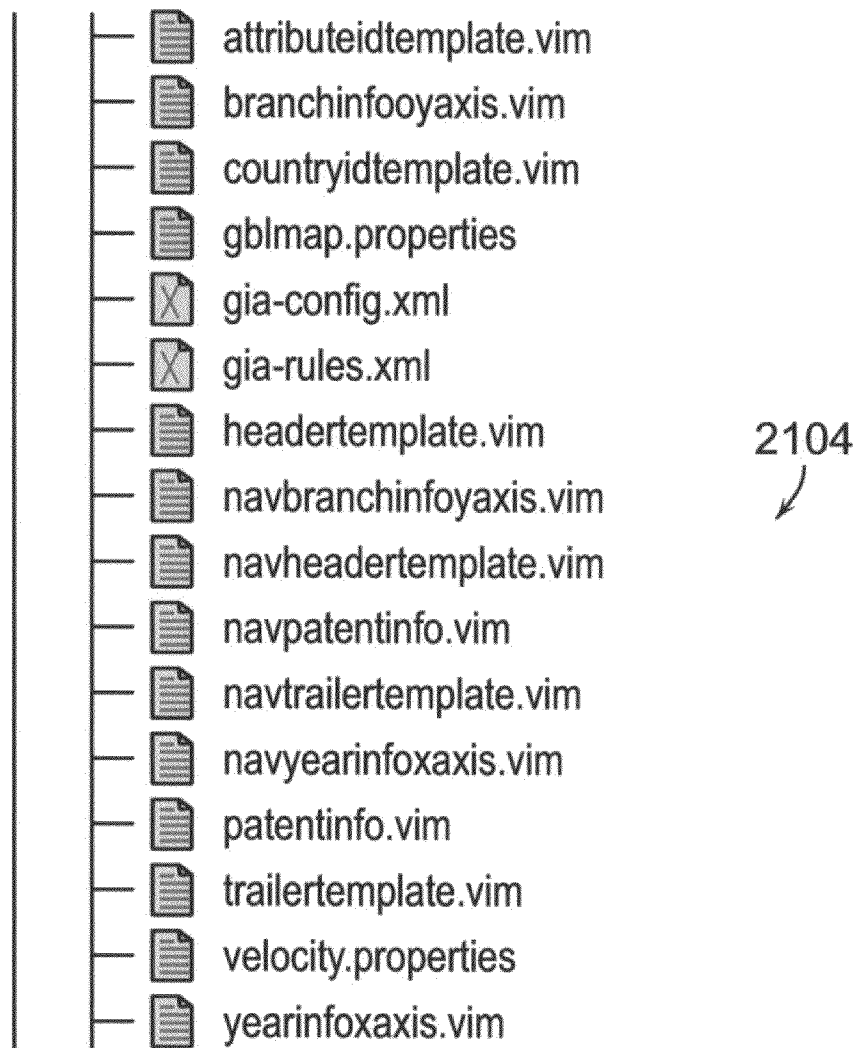 attributeidtemplate.vim
branchinfooyaxis.vim
countryidtemplate.vim
gblmap.properties
gia-config.xml
gia-rules.xml
headertemplate.vim
2104
navbranchinfoyaxis.vim
navheadertemplate.vim
navpatentinfo.vim
navtrailertemplate.vim
navyearinfoxaxis.vim
patentinfo.vim
trailertemplate.vim
velocity.properties
yearinfoxaxis.vim